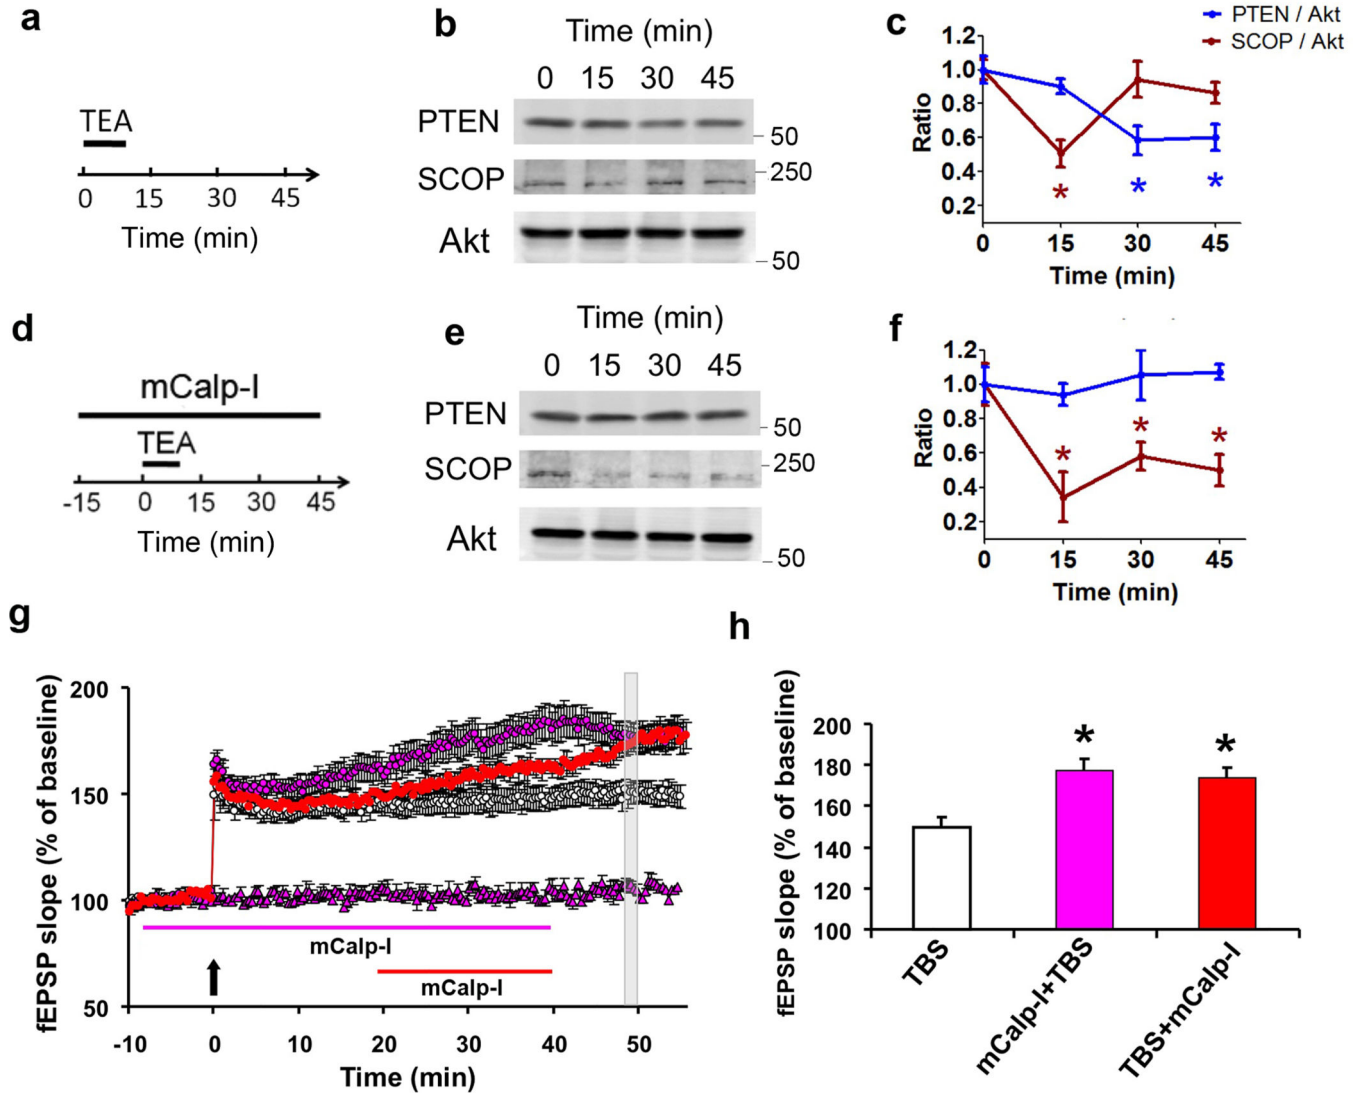 a
TEA
0 15 30 45
Time (min)
b
Time (min)
0 15 30 45
PTEN
50
SCOP
250
Akt
50
c
PTEN / Akt
SCOP / Akt
1.2
1.0
0.8
0.6
0.4
0.2
Ratio
* * *
0 15 30 45
Time (min)
d
mCalp-I
TEA
-15 0 15 30 45
Time (min)
e
Time (min)
0 15 30 45
PTEN
50
SCOP
250
Akt
50
f
1.2
1.0
0.8
0.6
0.4
0.2
Ratio
* * *
0 15 30 45
Time (min)
g
fEPSP slope (% of baseline)
200
150
100
50
mCalp-I
mCalp-I
-10 0 10 20 30 40 50
Time (min)
h
fEPSP slope (% of baseline)
200
180
160
140
120
100
* *
TBS
mCalp-I+TBS
TBS+mCalp-I